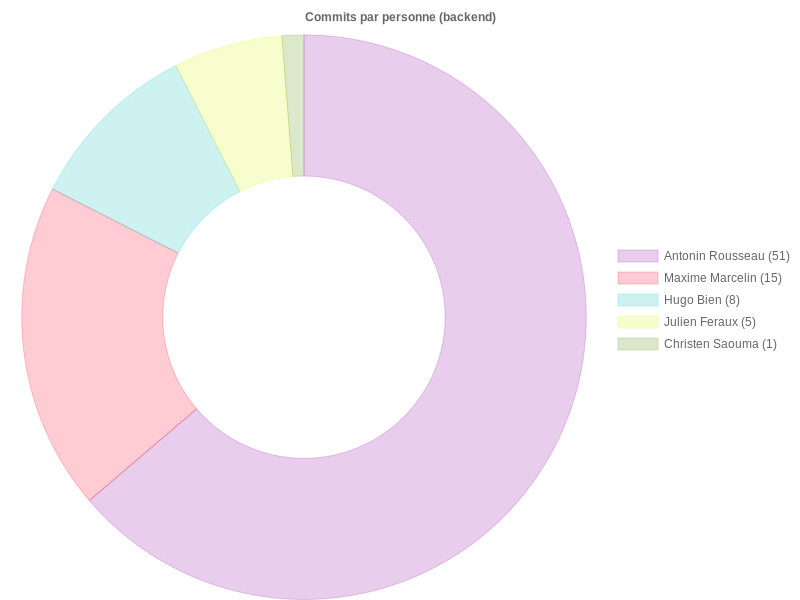 Commits par personne (backend)
Antonin Rousseau (51)
Maxime Marcelin (15)
Hugo Bien (8)
Julien Feraux (5)
Christen Saouma (1)